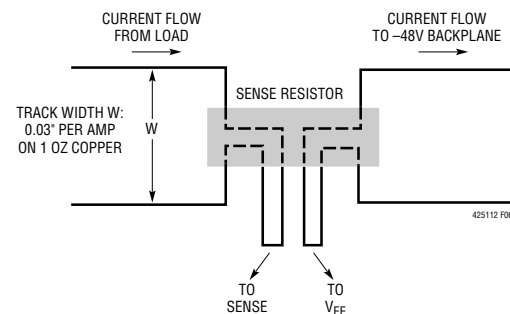 CURRENT FLOW
FROM LOAD
CURRENT FLOW
TO –48V BACKPLANE
SENSE RESISTOR
TRACK WIDTH W:
0.03" PER AMP
ON 1 OZ COPPER
W
425112 F06
TO
SENSE
TO
VEE